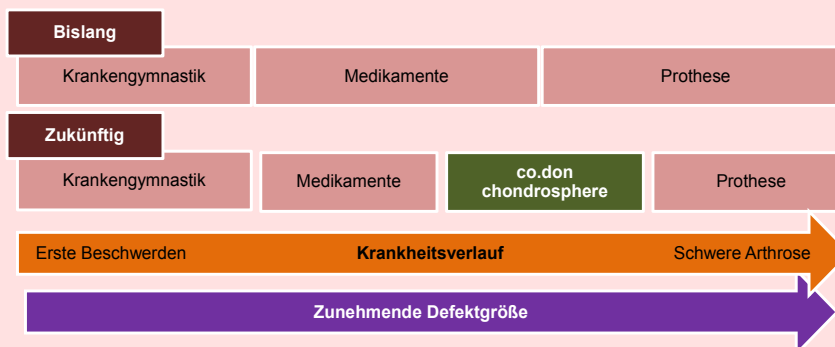 Bislang
Krankengymnastik Medikamente Prothese
Zukünftig
Krankengymnastik Medikamente co.don chondrosphere Prothese
Erste Beschwerden Krankheitsverlauf Schwere Arthrose
Zunehmende Defektgröße